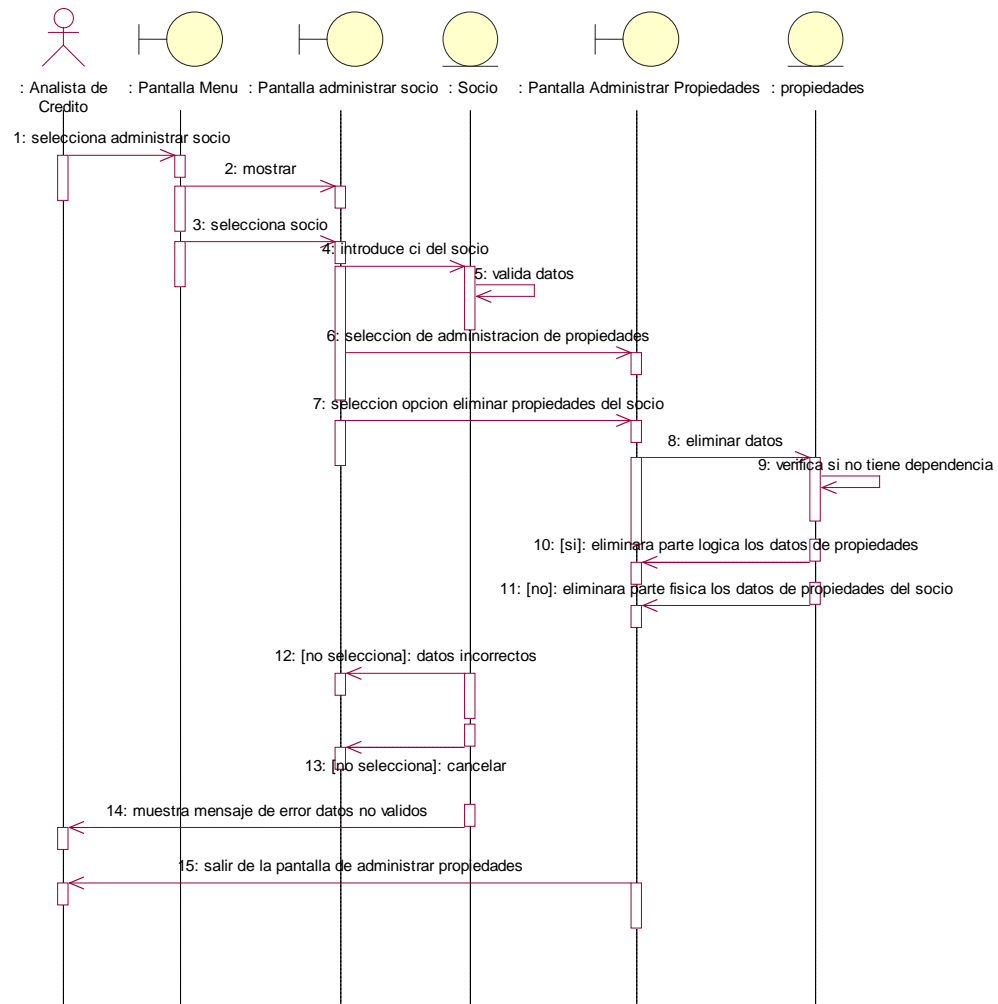 : Analista de
Credito
: Pantalla Menu
: Pantalla administrar socio
: Socio
: Pantalla Administrar Propiedades
: propiedades
1: selecciona administrar socio
2: mostrar
3: selecciona socio
4: introduce ci del socio
5: valida datos
6: seleccion de administracion de propiedades
7: seleccion opcion eliminar propiedades del socio
8: eliminar datos
9: verifica si no tiene dependencia
10: [si]: eliminara parte logica los datos de propiedades
11: [no]: eliminara parte fisica los datos de propiedades del socio
12: [no selecciona]: datos incorrectos
13: [no selecciona]: cancelar
14: muestra mensaje de error datos no validos
15: salir de la pantalla de administrar propiedades